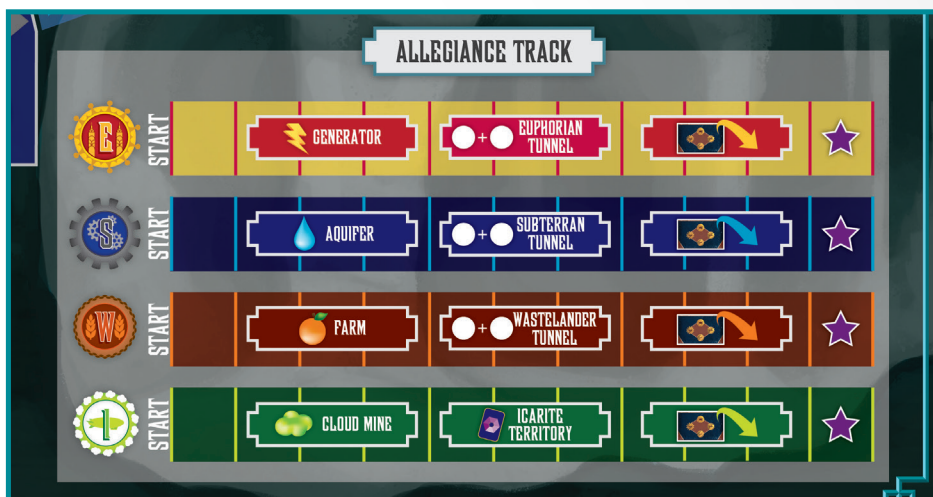 ALLEGIANCE TRACK
E
START
GENERATOR
+
EUPHORIAN
TUNNEL
S
START
AQUIFER
+
SUBTERRAN
TUNNEL
W
START
FARM
+
WASTELANDER
TUNNEL
I
START
CLOUD MINE
ICARITE
TERRITORY